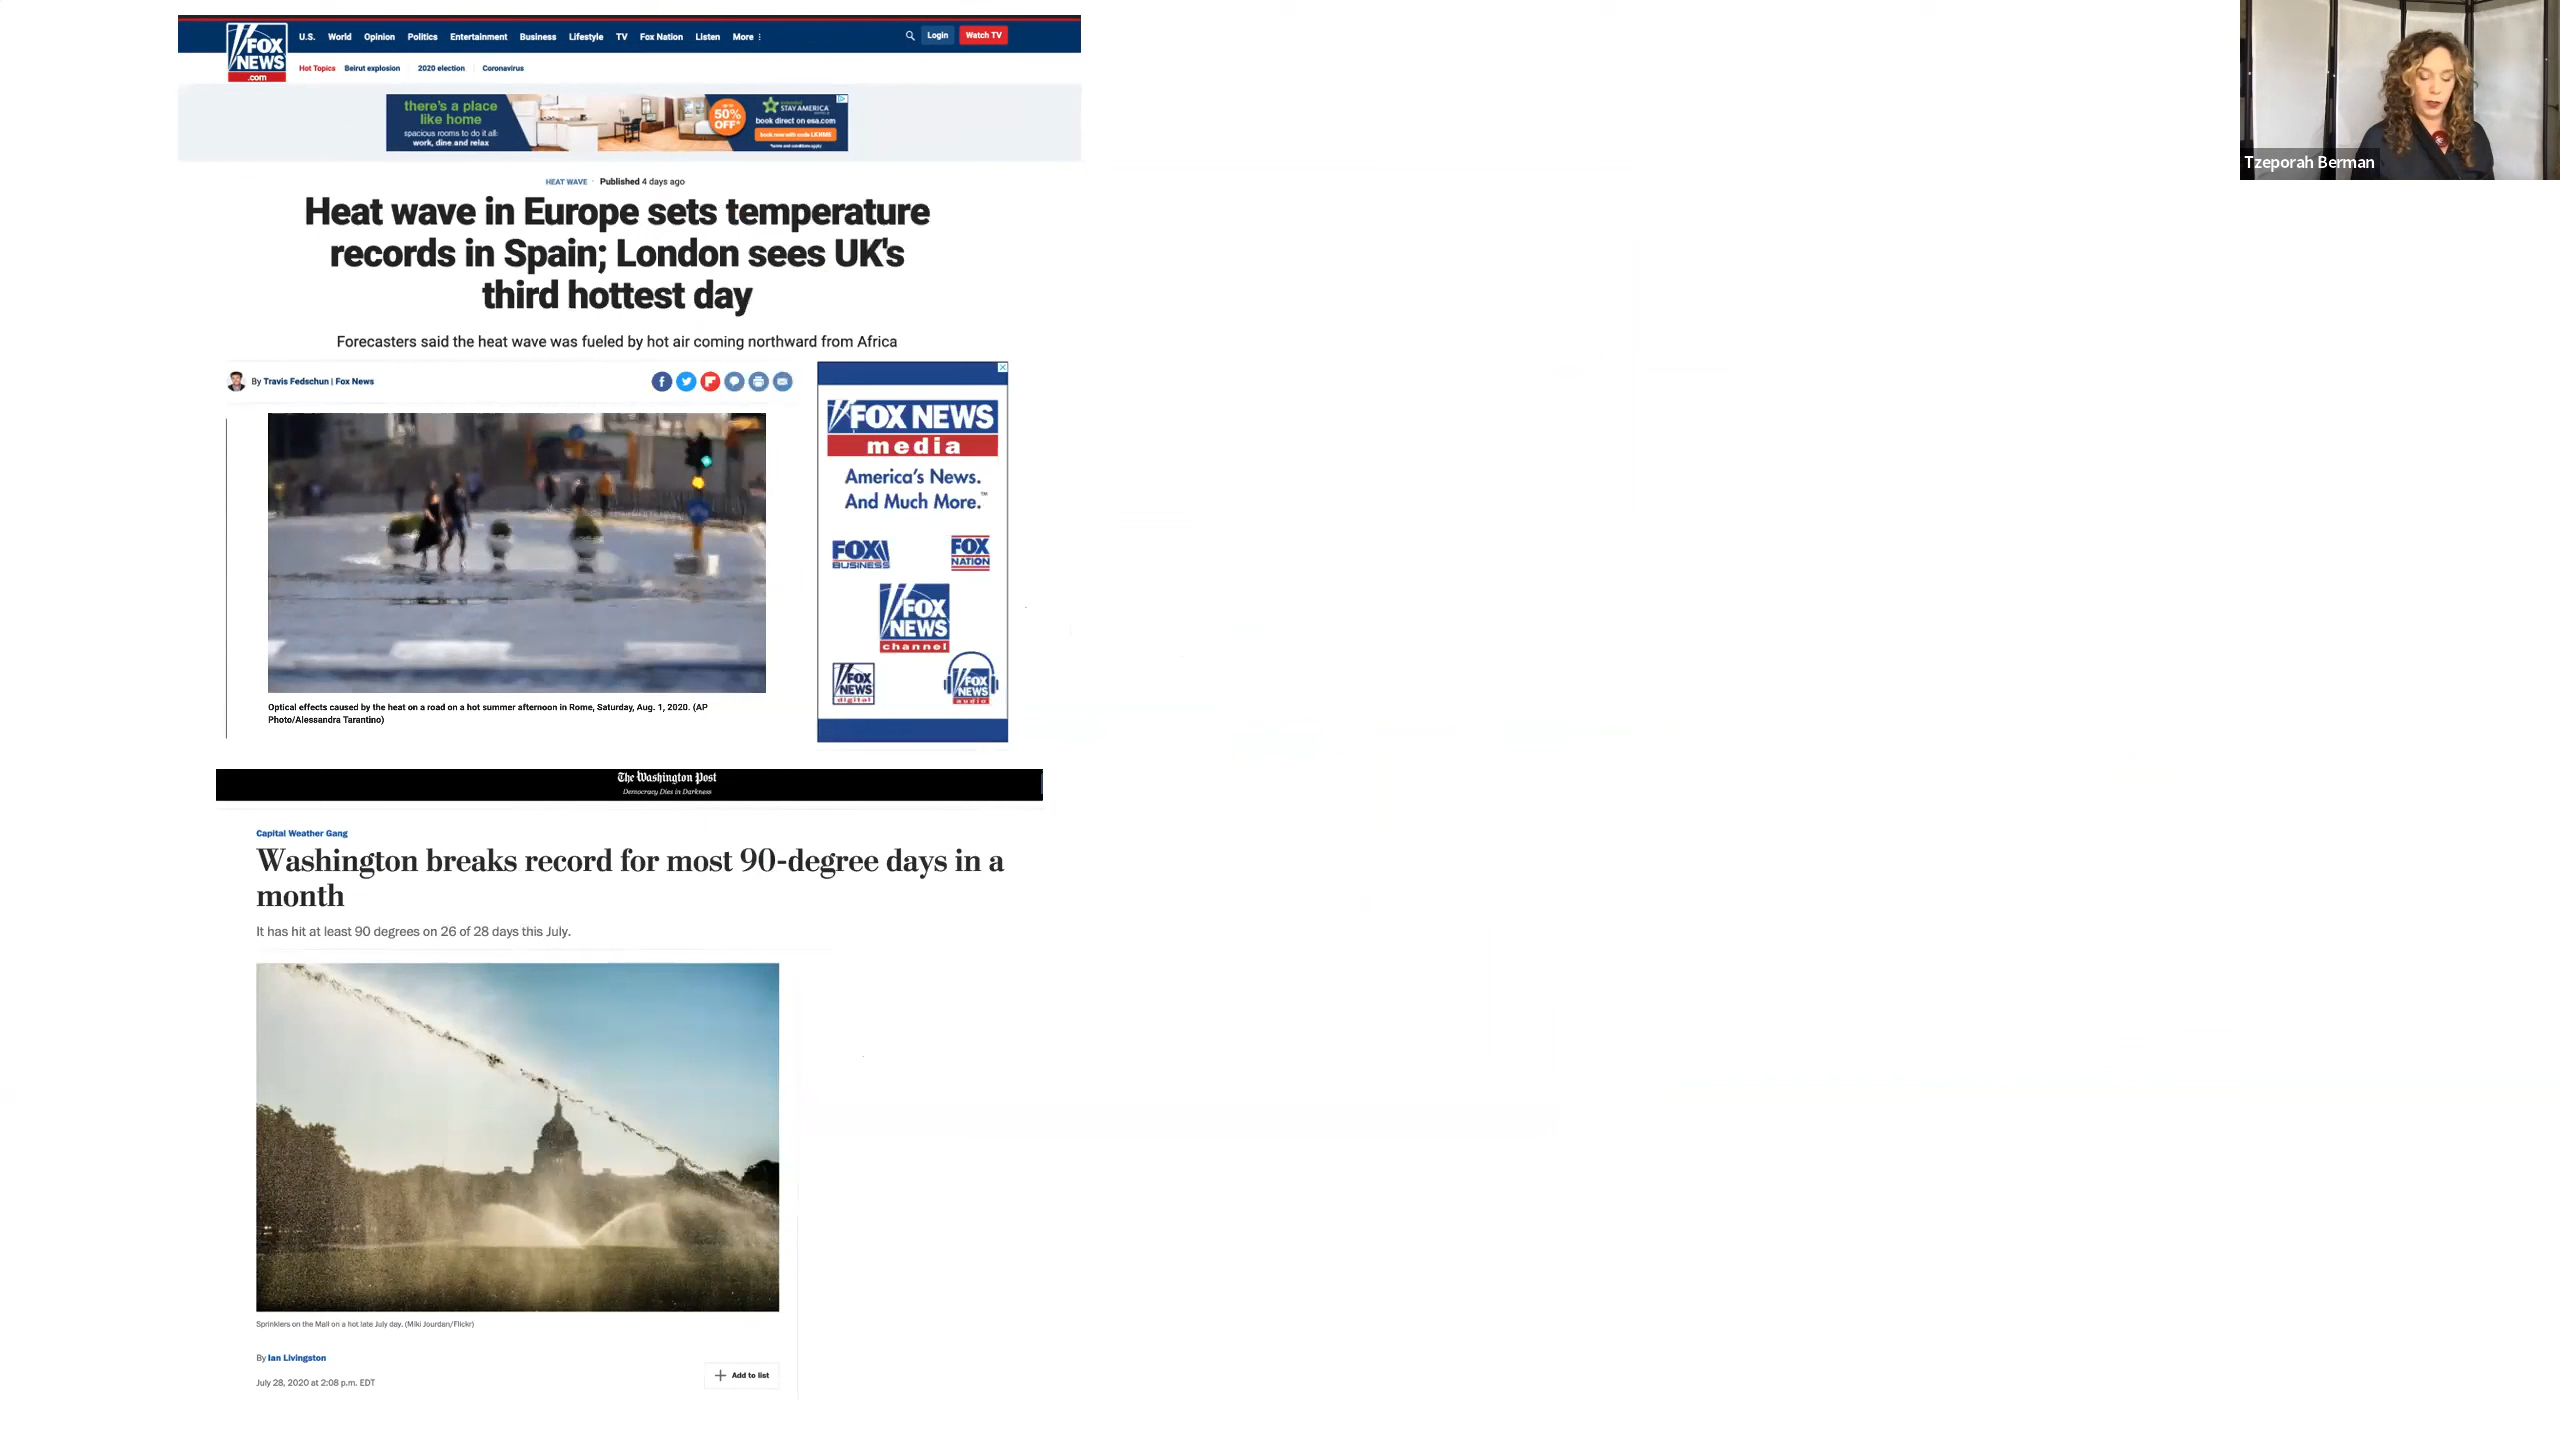 FOX
NEWS
.com
U.S. World Opinion Politics Entertainment Business Lifestyle TV Fox Nation Listen More
Login Watch TV
Hot Topics Beirut explosion 2020 election Coronavirus
there's a place
like home
spacious rooms to do it all:
work, dine and relax
50%
OFF*
STAY AMERICA
book direct on esa.com
*terms and conditions apply
HEAT WAVE · Published 4 days ago
Heat wave in Europe sets temperature
records in Spain; London sees UK's
third hottest day
Forecasters said the heat wave was fueled by hot air coming northward from Africa
By Travis Fedschun | Fox News
FOX NEWS
media
America's News.
And Much More.™
FOX
BUSINESS
FOX
NATION
FOX
NEWS
channel
FOX
NEWS
digital
FOX
NEWS
audio
Optical effects caused by the heat on a road on a hot summer afternoon in Rome, Saturday, Aug. 1, 2020. (AP
Photo/Alessandra Tarantino)
The Washington Post
Democracy Dies in Darkness
Capital Weather Gang
Washington breaks record for most 90-degree days in a
month
It has hit at least 90 degrees on 26 of 28 days this July.
Sprinklers on the Mall on a hot late July day. (Miki Jourdan/Flickr)
By Ian Livingston
July 28, 2020 at 2:08 p.m. EDT
Add to list
Tzeporah Berman